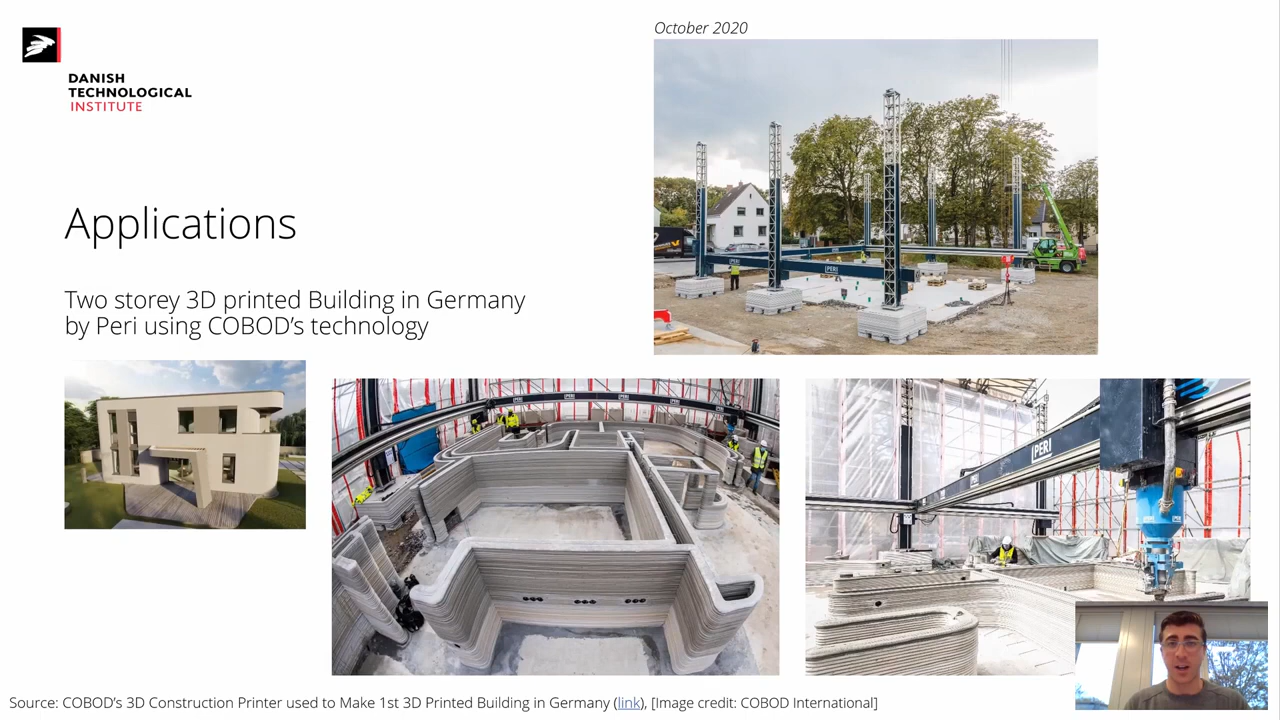 October 2020
DANISH
TECHNOLOGICAL
INSTITUTE
Applications
Two storey 3D printed Building in Germany
by Peri using COBOD's technology
PERI
PERI
PERI
Source: COBOD's 3D Construction Printer used to Make 1st 3D Printed Building in Germany (link), [Image credit: COBOD International]